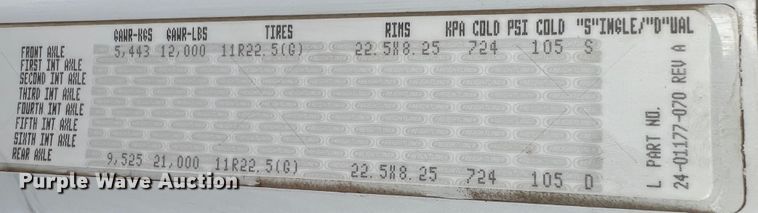 GAWR-KGS GAWR-LBS TIRES RIMS KPA COLD PSI COLD "S"INGLE/"D"UAL
FRONT AXLE 5,443 12,000 11R22.5(G) 22.5X8.25 724 105 S
FIRST INT AXLE
SECOND INT AXLE
THIRD INT AXLE
FOURTH INT AXLE
FIFTH INT AXLE
SIXTH INT AXLE
REAR AXLE 9,525 21,000 11R22.5(G) 22.5X8.25 724 105 D
L PART NO.
24-01177-070 REV A
Purple Wave Auction